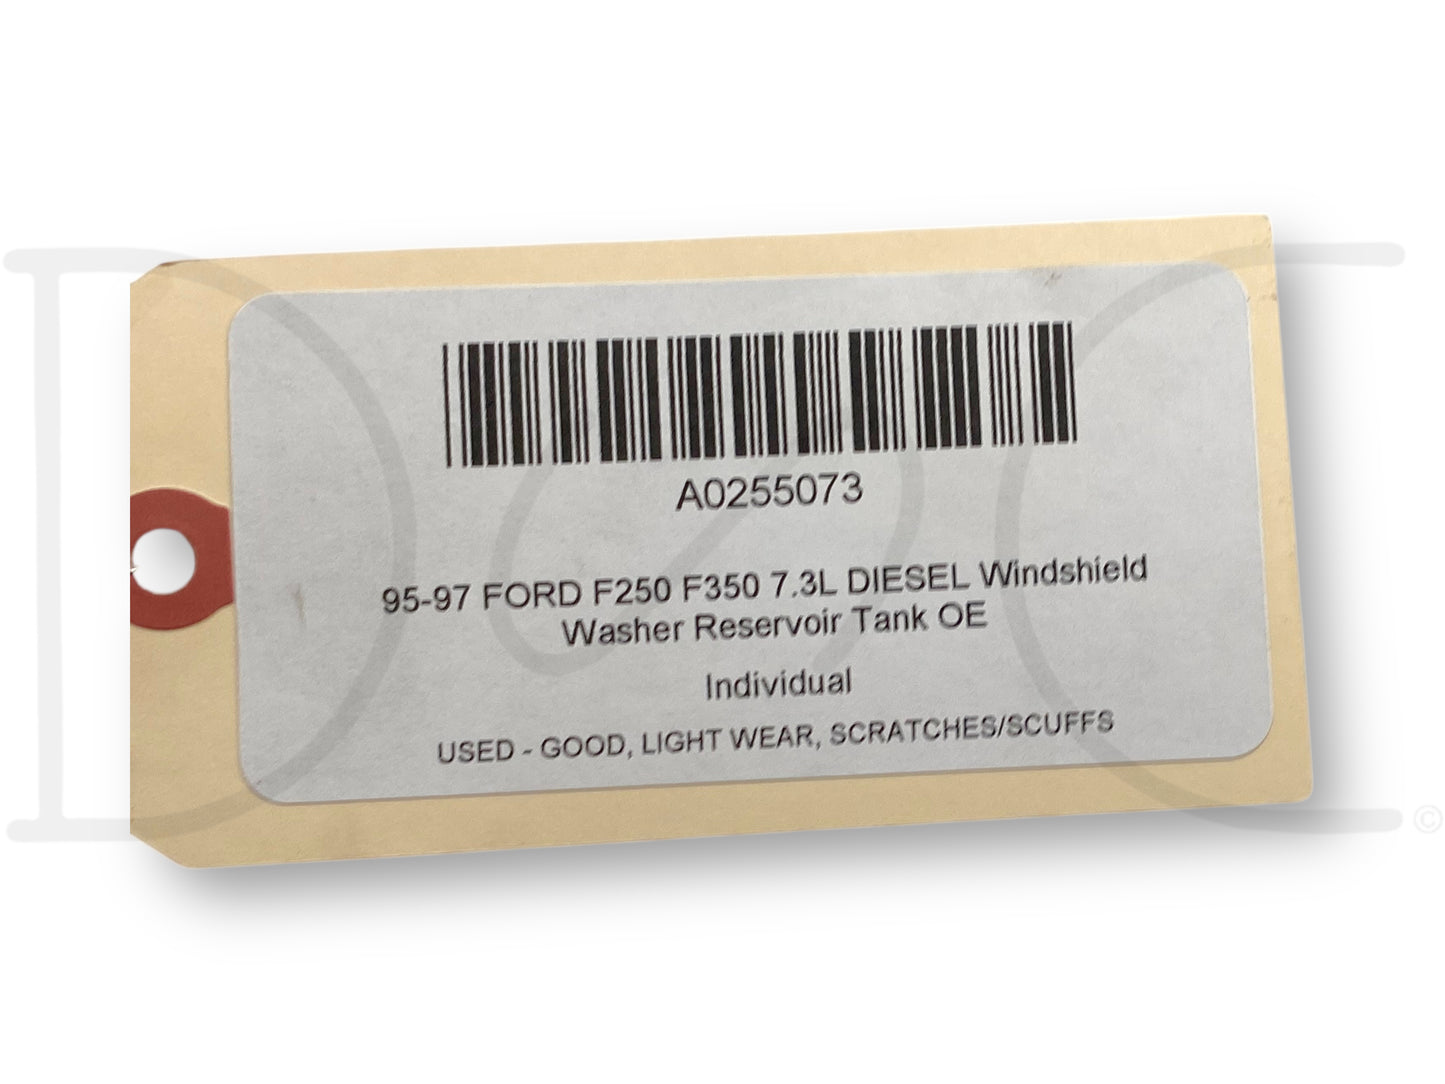 A0255073
95-97 FORD F250 F350 7.3L DIESEL Windshield
Washer Reservoir Tank OE
Individual
USED - GOOD, LIGHT WEAR, SCRATCHES/SCUFFS
©